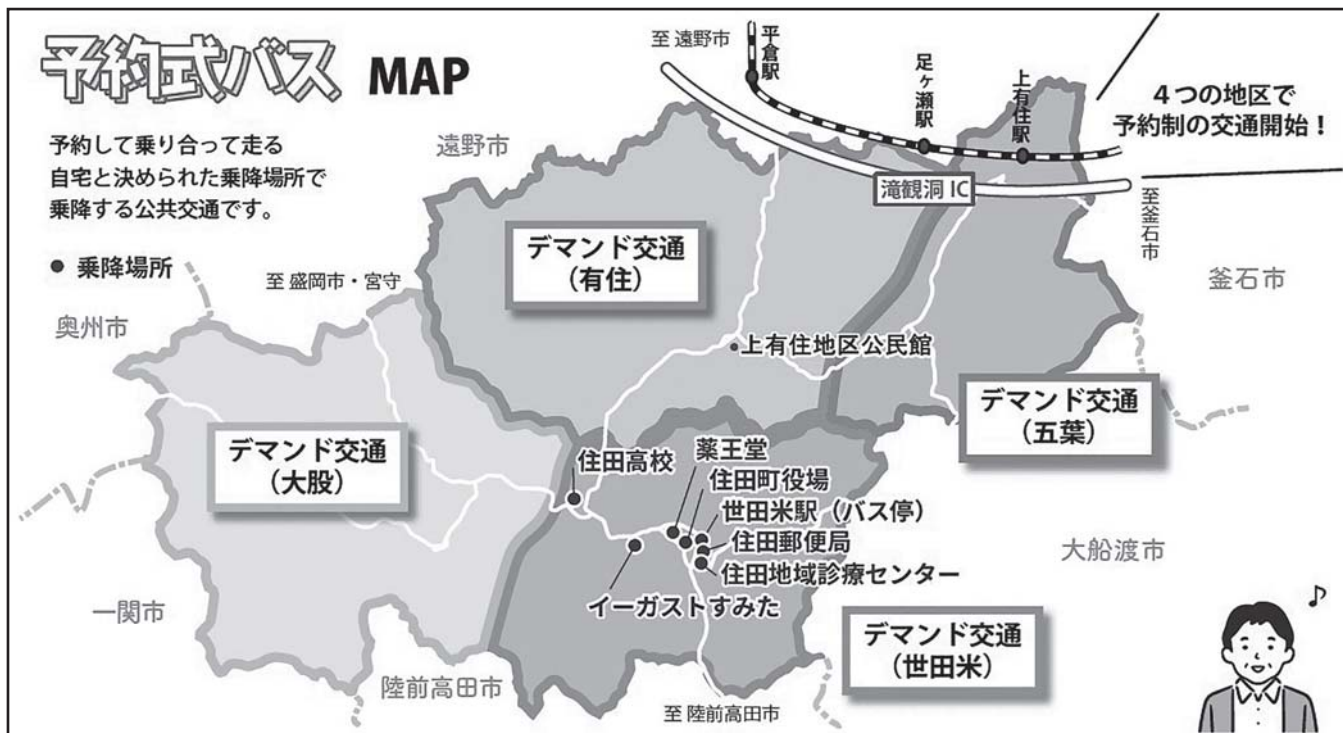 予約式バス MAP
予約して乗り合って走る
自宅と決められた乗降場所で
乗降する公共交通です。
● 乗降場所
至 遠野市
平倉駅
足ヶ瀬駅
上有住駅
4つの地区で
予約制の交通開始！
滝観洞 IC
至 釜石市
遠野市
釜石市
至 盛岡市・宮守
奥州市
デマンド交通
（有住）
上有住地区公民館
デマンド交通
（五葉）
デマンド交通
（大股）
住田高校
薬王堂
住田町役場
世田米駅（バス停）
住田郵便局
住田地域診療センター
イーガストすみた
大船渡市
一関市
デマンド交通
（世田米）
陸前高田市
至 陸前高田市
♪